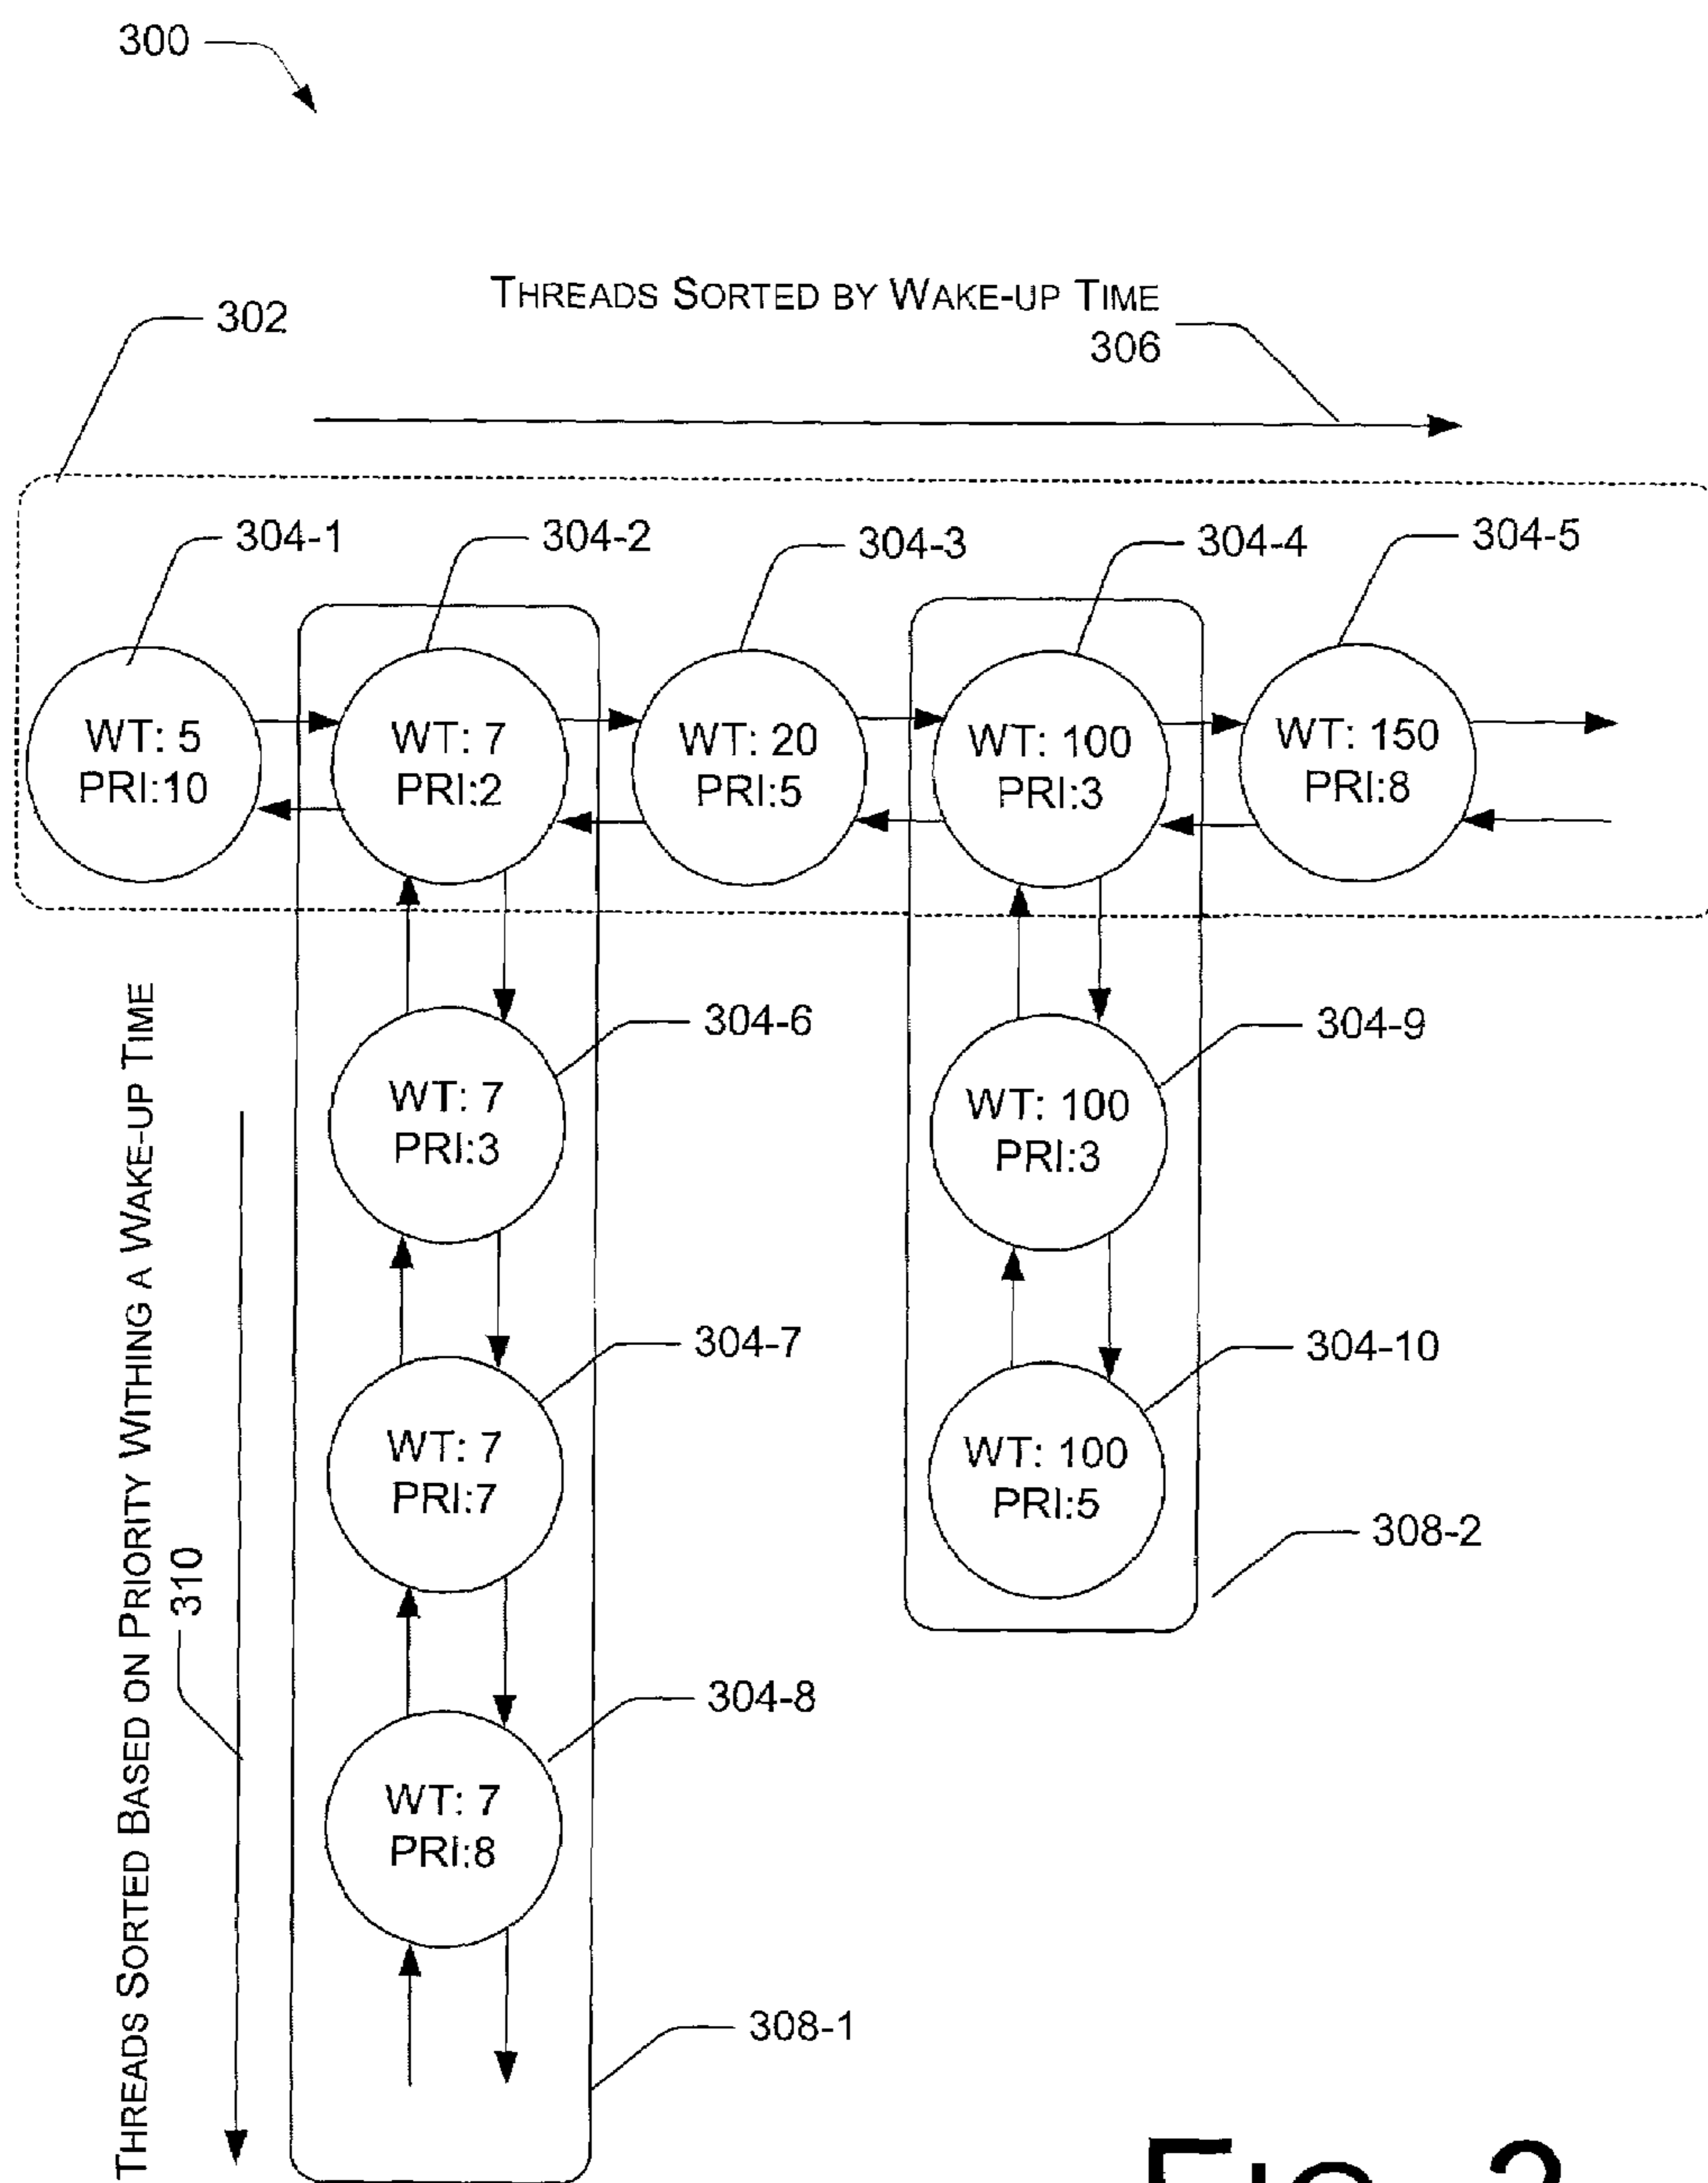 300
THREADS SORTED BY WAKE-UP TIME
306
302
304-1
304-2
304-3
304-4
304-5
WT: 5
PRI:10
WT: 7
PRI:2
WT: 20
PRI:5
WT: 100
PRI:3
WT: 150
PRI:8
304-6
WT: 7
PRI:3
304-9
WT: 100
PRI:3
304-7
WT: 7
PRI:7
304-10
WT: 100
PRI:5
308-2
304-8
WT: 7
PRI:8
308-1
THREADS SORTED BASED ON PRIORITY WITHING A WAKE-UP TIME
310